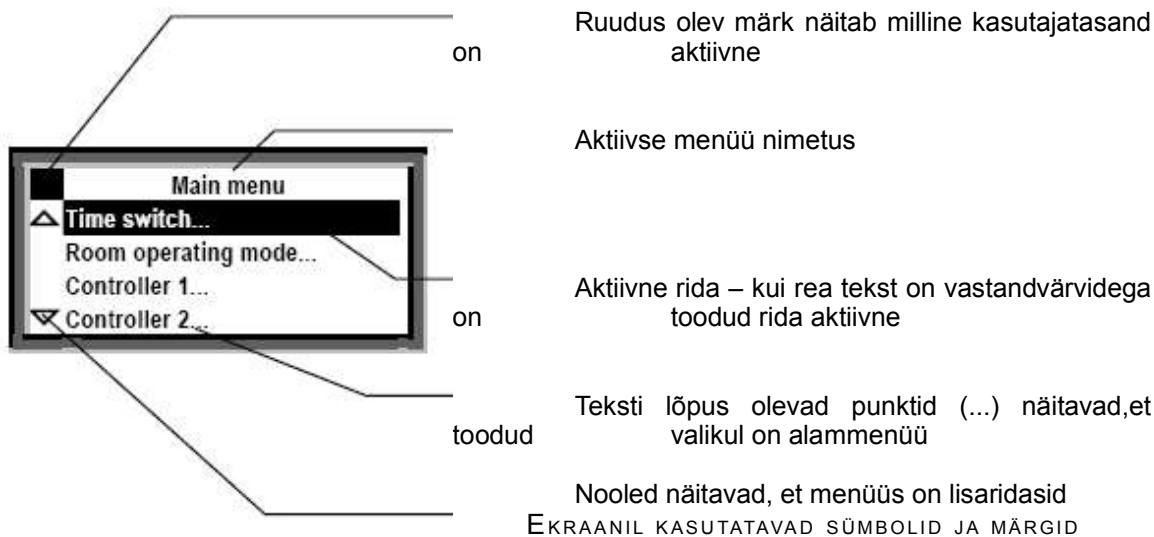 Ruudus olev märk näitab milline kasutajatasand
on aktiivne
Aktiivse menüü nimetus
Main menu
Time switch...
Room operating mode...
Controller 1...
Controller 2...
Aktiivne rida – kui rea tekst on vastandvärvidega
on toodud rida aktiivne
Teksti lõpus olevad punktid (...) näitavad,et
toodud valikul on alammenüü
Nooled näitavad, et menüüs on lisaridasid
EKRAANIL KASUTATAVAD SÜMBOLID JA MÄRGID